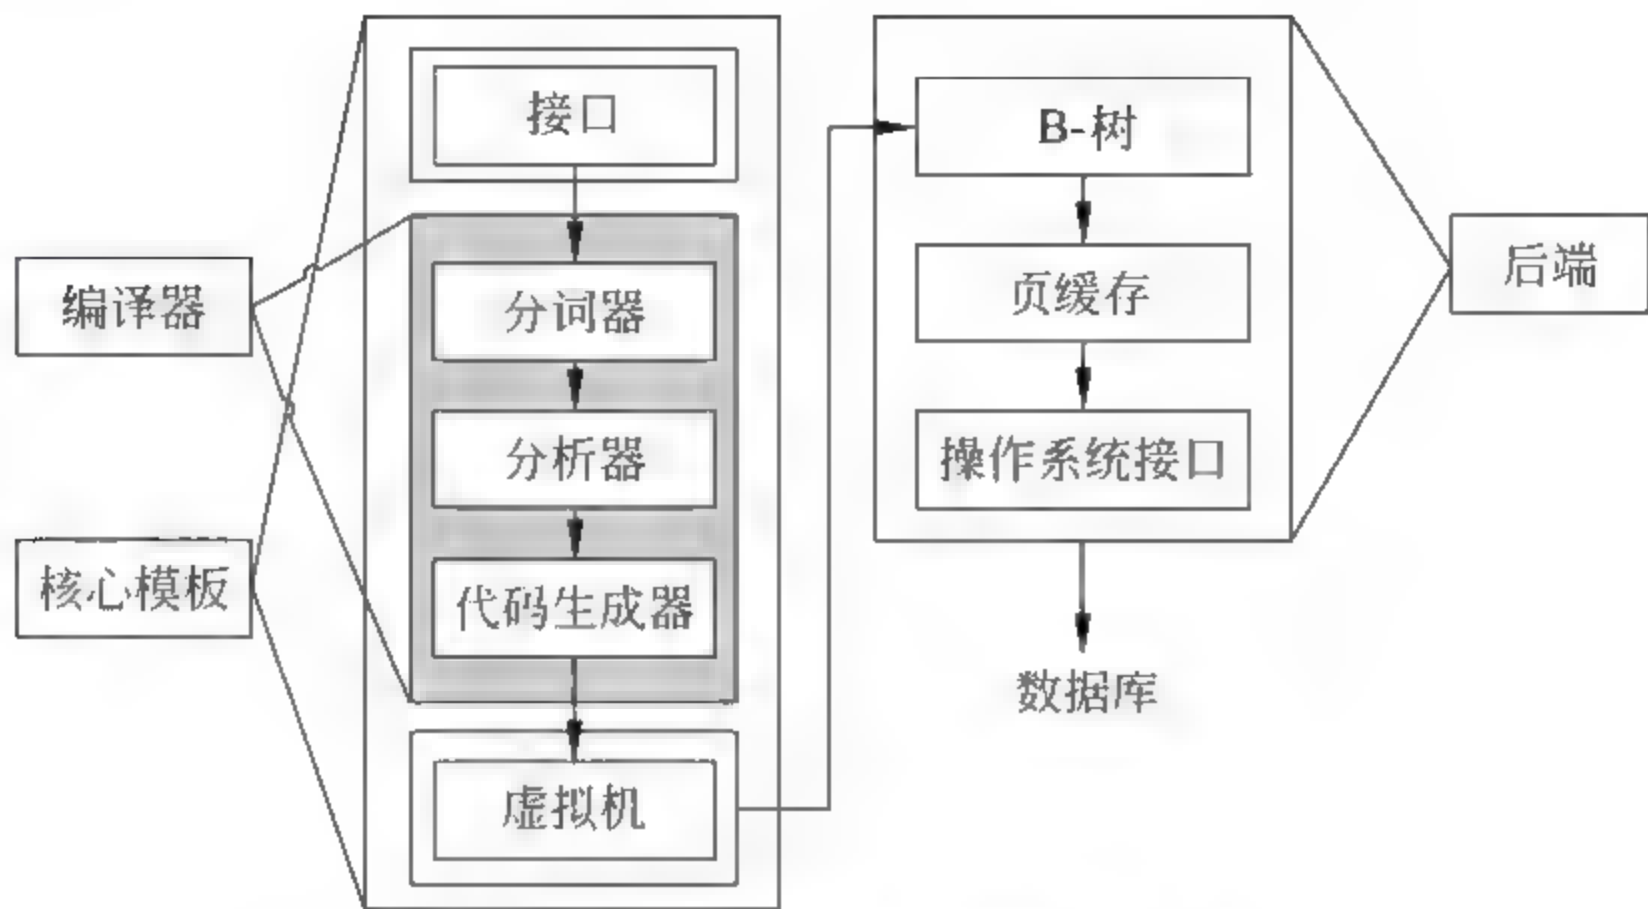 接口
分词器
分析器
代码生成器
虚拟机
编译器
核心模板
B-树
页缓存
操作系统接口
数据库
后端